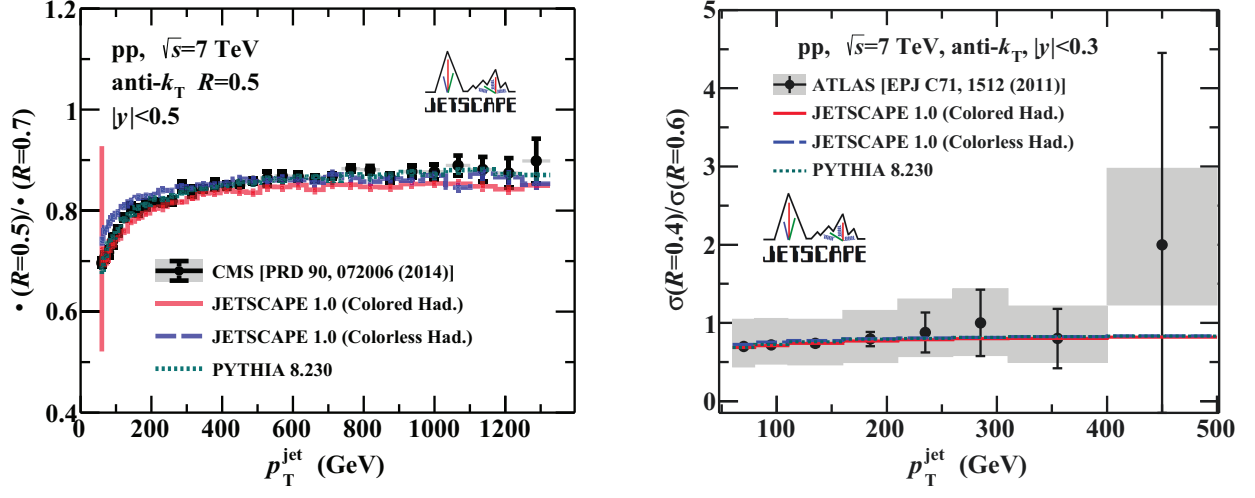 pp, √s=7 TeV
anti-k_T R=0.5
|y|<0.5
JETSCAPE
CMS [PRD 90, 072006 (2014)]
JETSCAPE 1.0 (Colored Had.)
JETSCAPE 1.0 (Colorless Had.)
PYTHIA 8.230
• (R=0.5)/• (R=0.7)
1.2
1
0.8
0.6
0.4
0 200 400 600 800 1000 1200
p_T^jet (GeV)
pp, √s=7 TeV, anti-k_T, |y|<0.3
ATLAS [EPJ C71, 1512 (2011)]
JETSCAPE 1.0 (Colored Had.)
JETSCAPE 1.0 (Colorless Had.)
PYTHIA 8.230
JETSCAPE
σ(R=0.4)/σ(R=0.6)
5
4
3
2
1
0
100 200 300 400 500
p_T^jet (GeV)